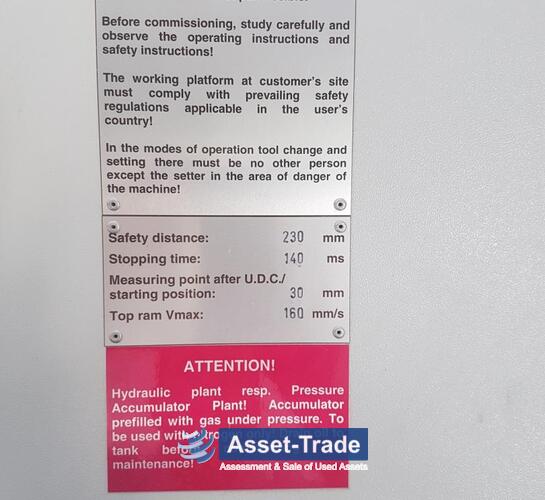 Before commissioning, study carefully and
observe the operating instructions and
safety instructions!
The working platform at customer's site
must comply with prevailing safety
regulations applicable in the user's
country!
In the modes of operation tool change and
setting there must be no other person
except the setter in the area of danger of
the machine!
Safety distance: 230 mm
Stopping time: 140 ms
Measuring point after U.D.C./
starting position: 30 mm
Top ram Vmax: 160 mm/s
ATTENTION!
Hydraulic plant resp. Pressure
Accumulator Plant! Accumulator
prefilled with gas under pressure. To
be used with
tank
maintenance!
Asset-Trade
Assessment & Sale of Used Assets